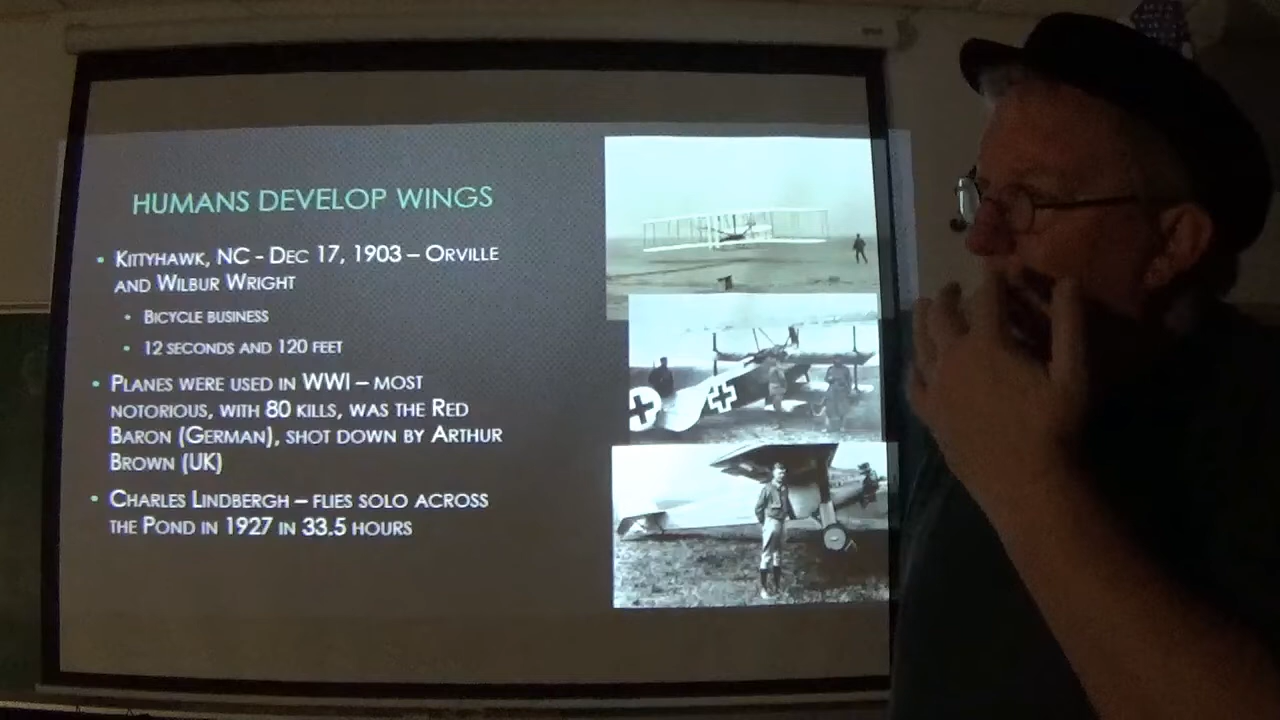 HUMANS DEVELOP WINGS
• KITTYHAWK, NC - DEC 17, 1903 – ORVILLE
AND WILBUR WRIGHT
• BICYCLE BUSINESS
• 12 SECONDS AND 120 FEET
• PLANES WERE USED IN WWI – MOST
NOTORIOUS, WITH 80 KILLS, WAS THE RED
BARON (GERMAN), SHOT DOWN BY ARTHUR
BROWN (UK)
• CHARLES LINDBERGH – FLIES SOLO ACROSS
THE POND IN 1927 IN 33.5 HOURS